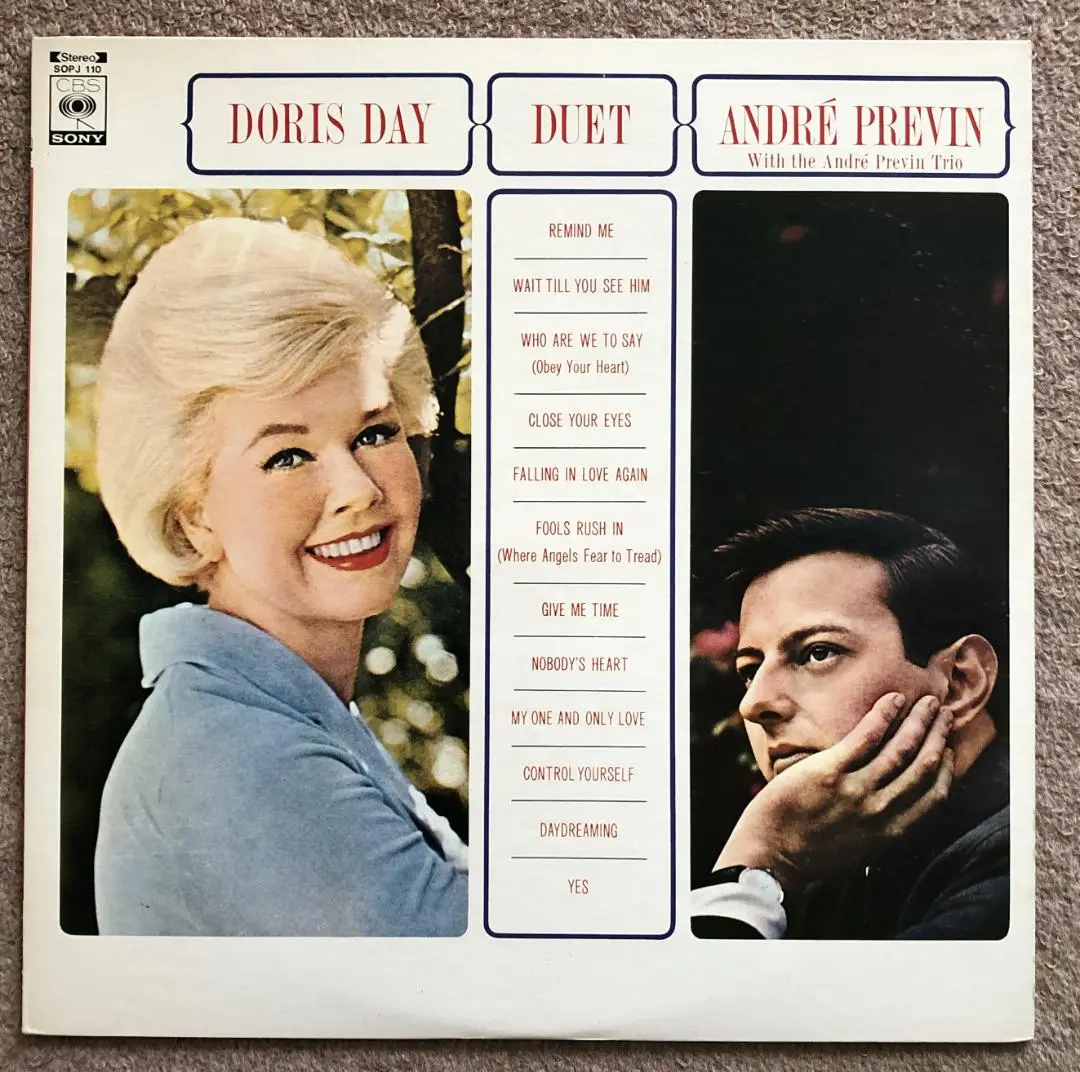 Stereo
SOPJ 110
CBS
SONY
DORIS DAY
DUET
ANDRÉ PREVIN
With the André Previn Trio
REMIND ME
WAIT TILL YOU SEE HIM
WHO ARE WE TO SAY
(Obey Your Heart)
CLOSE YOUR EYES
FALLING IN LOVE AGAIN
FOOLS RUSH IN
(Where Angels Fear to Tread)
GIVE ME TIME
NOBODY'S HEART
MY ONE AND ONLY LOVE
CONTROL YOURSELF
DAYDREAMING
YES